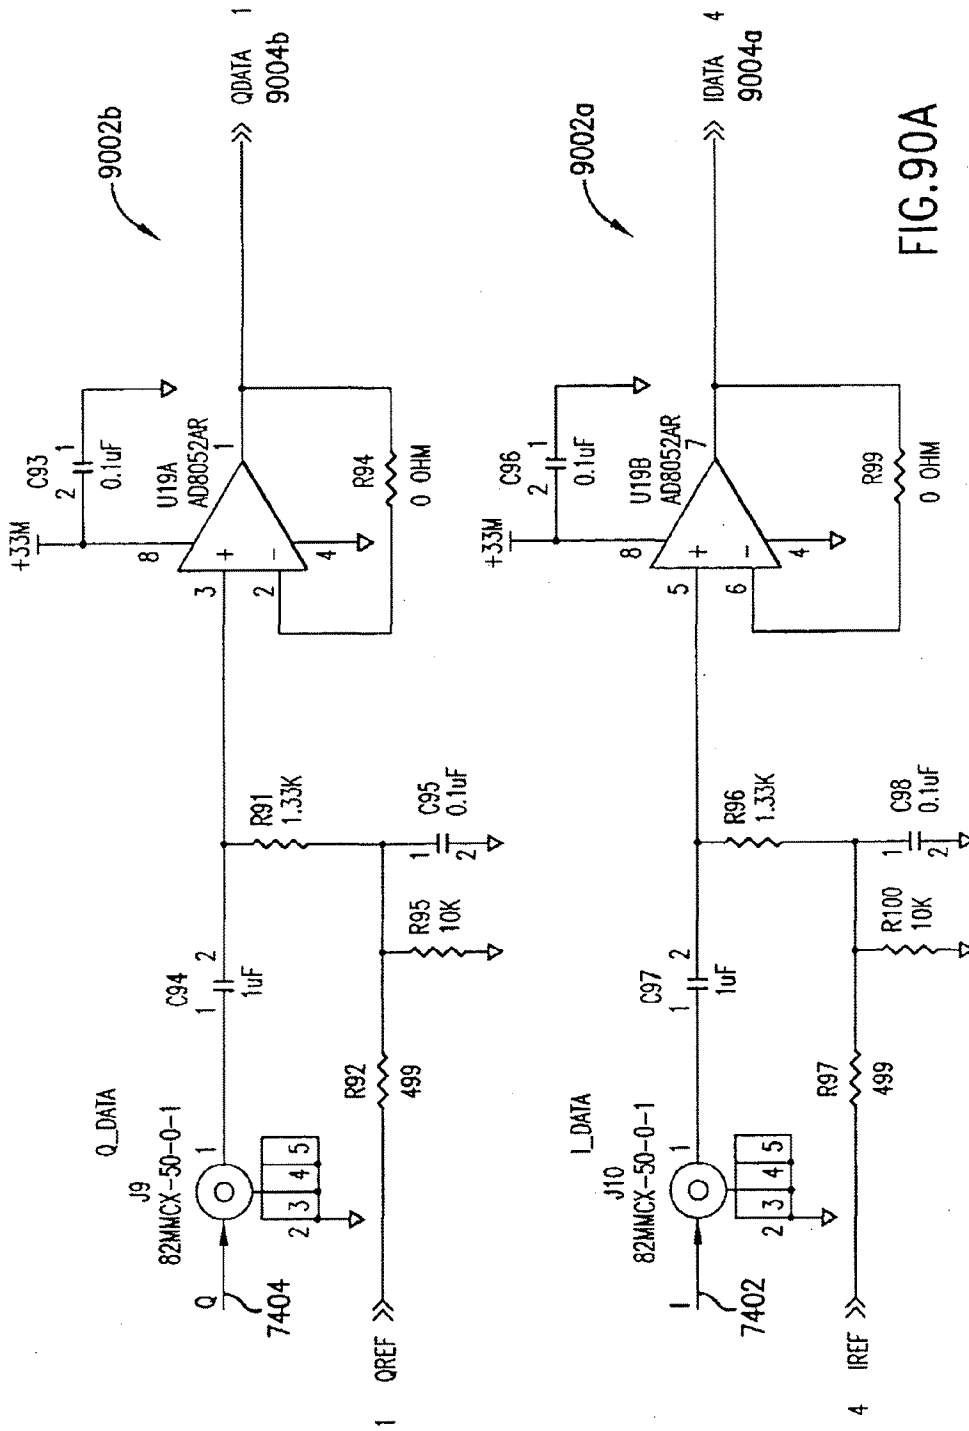 9002b
+33M
C93
2 1
0.1uF
8
U19A
AD8052AR
1
QDATA 1
9004b
3
+
2
-
4
R94
0 OHM
Q_DATA
J9
82MMCX-50-0-1
Q
7404
1
2 3 4 5
C94
1 2
1uF
R91
1.33K
R92
499
R95
10K
C95
0.1uF
1
2
1 QREF
9002a
+33M
C96
2 1
0.1uF
8
U19B
AD8052AR
7
IDATA 4
9004a
5
+
6
-
4
R99
0 OHM
I_DATA
J10
82MMCX-50-0-1
I
7402
1
2 3 4 5
C97
1 2
1uF
R96
1.33K
R97
499
R100
10K
C98
0.1uF
1
2
4 IREF
FIG.90A